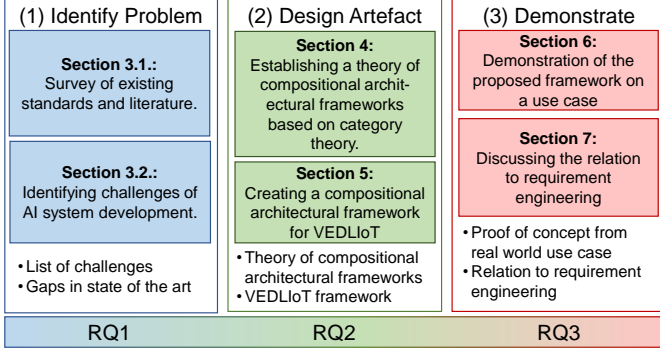 (1) Identify Problem
Section 3.1.:
Survey of existing
standards and literature.
Section 3.2.:
Identifying challenges of
AI system development.
• List of challenges
• Gaps in state of the art
(2) Design Artefact
Section 4:
Establishing a theory of
compositional archit-
ectural frameworks
based on category
theory.
Section 5:
Creating a compositional
architectural framework
for VEDLIoT
• Theory of compositional
architectural frameworks
• VEDLIoT framework
(3) Demonstrate
Section 6:
Demonstration of the
proposed framework on
a use case
Section 7:
Discussing the relation
to requirement
engineering
• Proof of concept from
real world use case
• Relation to requirement
engineering
RQ1
RQ2
RQ3